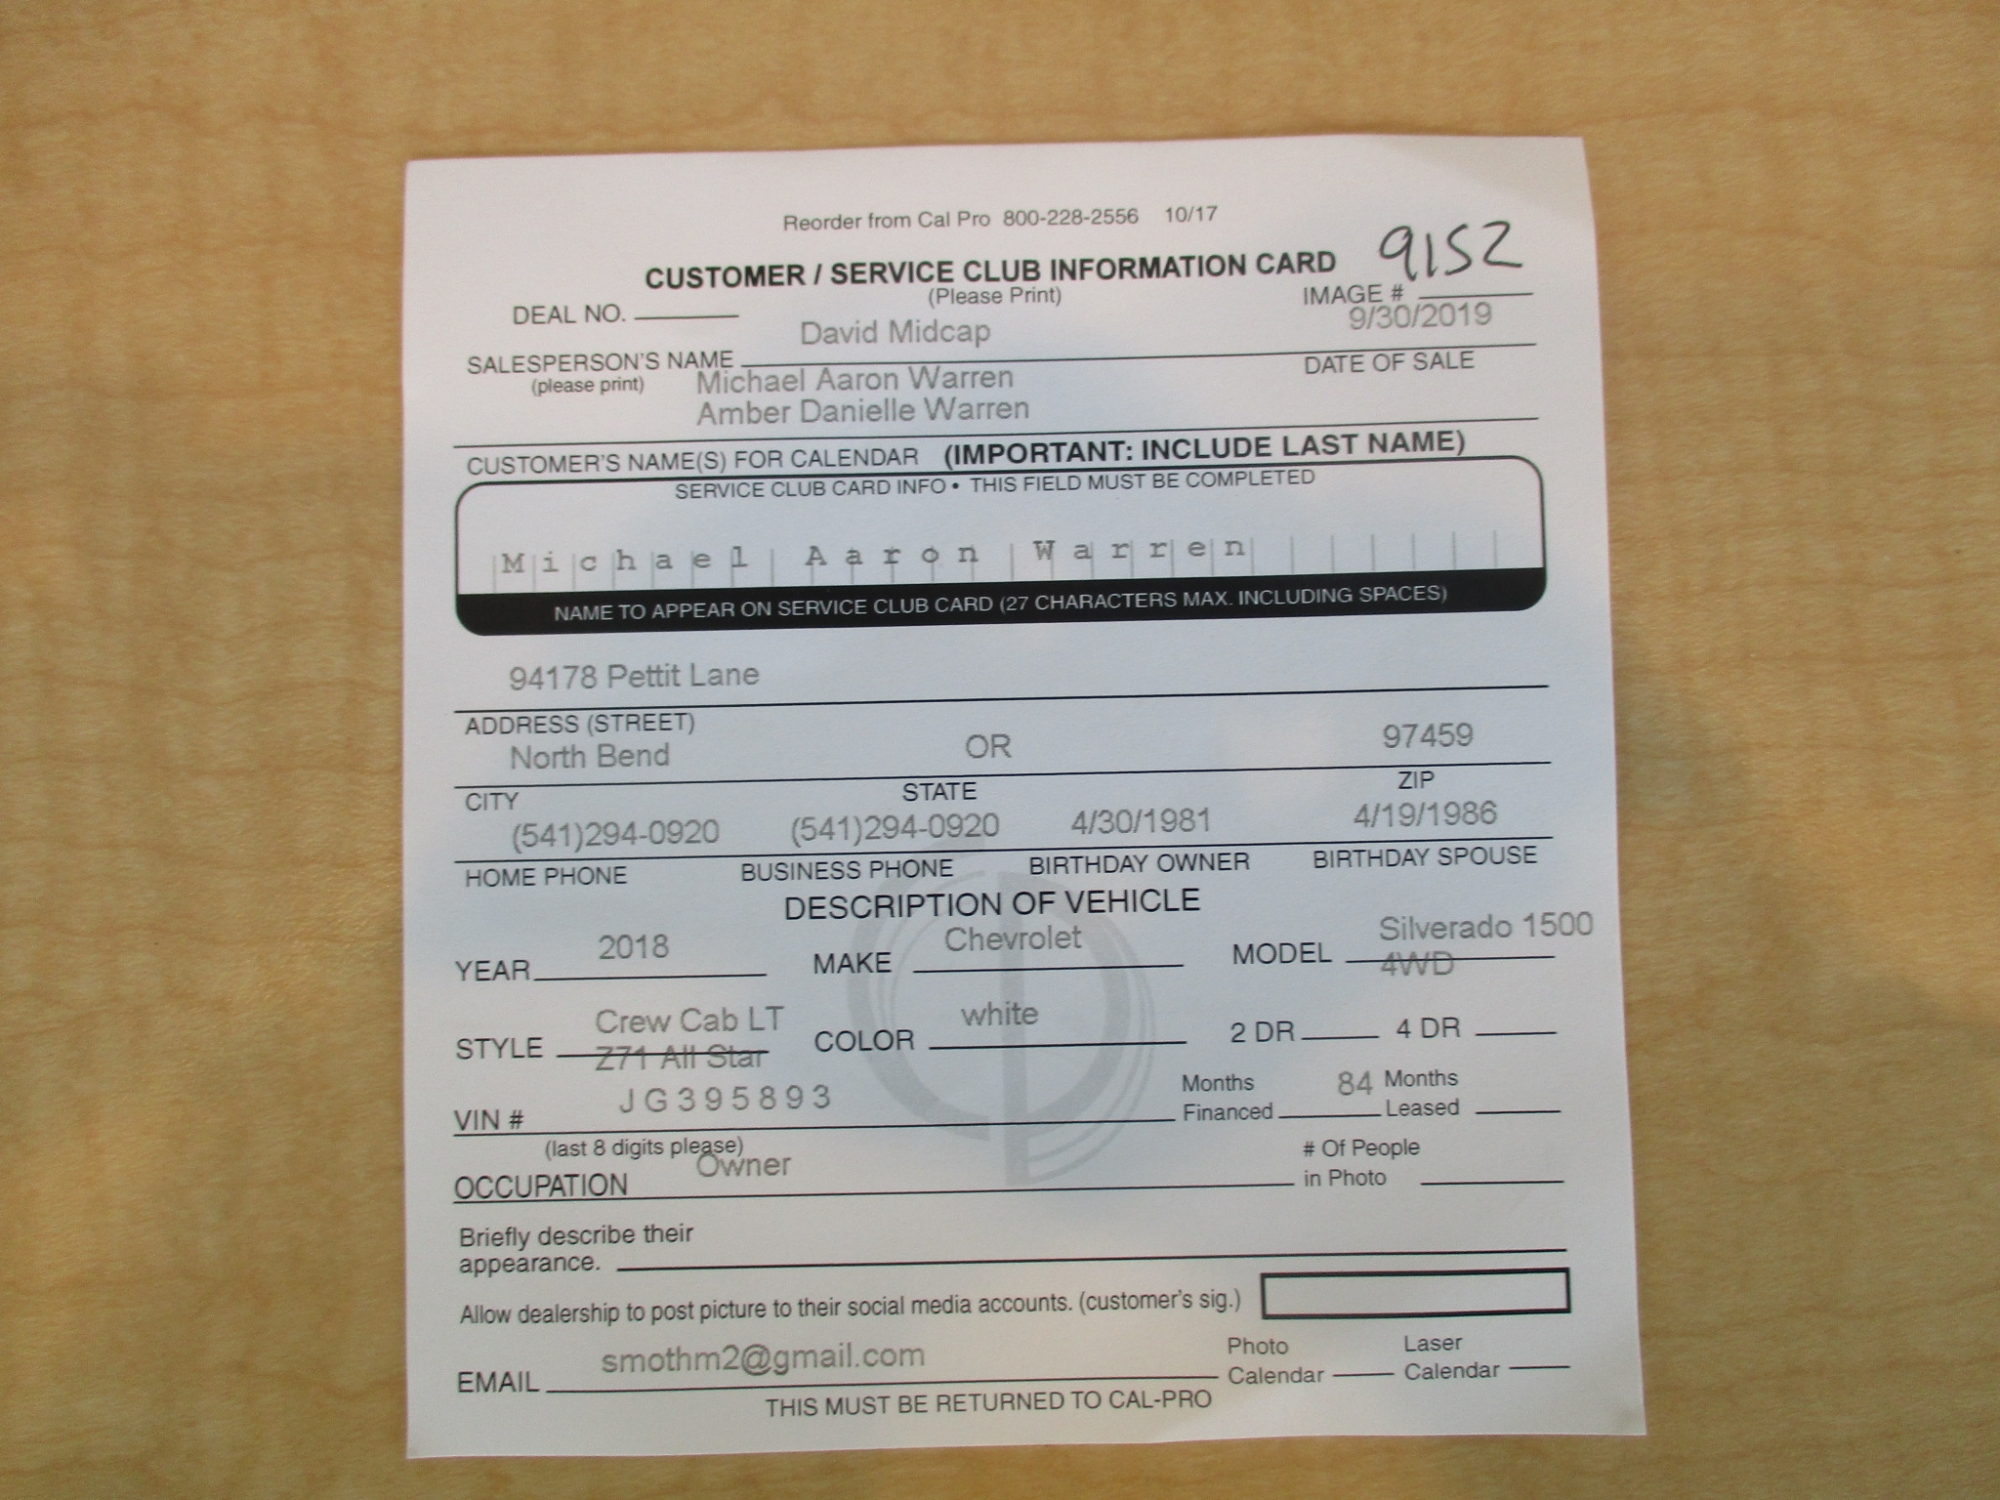 Reorder from Cal Pro 800-228-2556 10/17
9152
CUSTOMER / SERVICE CLUB INFORMATION CARD
(Please Print)
DEAL NO. IMAGE #
David Midcap 9/30/2019
SALESPERSON'S NAME DATE OF SALE
(please print)
Michael Aaron Warren
Amber Danielle Warren
CUSTOMER'S NAME(S) FOR CALENDAR (IMPORTANT: INCLUDE LAST NAME)
SERVICE CLUB CARD INFO • THIS FIELD MUST BE COMPLETED
Michael Aaron Warren
NAME TO APPEAR ON SERVICE CLUB CARD (27 CHARACTERS MAX. INCLUDING SPACES)
94178 Pettit Lane
ADDRESS (STREET)
North Bend OR 97459
CITY STATE ZIP
(541)294-0920 (541)294-0920 4/30/1981 4/19/1986
HOME PHONE BUSINESS PHONE BIRTHDAY OWNER BIRTHDAY SPOUSE
DESCRIPTION OF VEHICLE
YEAR 2018 MAKE Chevrolet MODEL Silverado 1500
4WD
STYLE Crew Cab LT COLOR white 2 DR 4 DR
Z71 All Star
VIN # JG395893 Months Financed 84 Months Leased
(last 8 digits please)
OCCUPATION Owner # Of People in Photo
Briefly describe their
appearance.
Allow dealership to post picture to their social media accounts. (customer's sig.)
EMAIL smothm2@gmail.com Photo Calendar Laser Calendar
THIS MUST BE RETURNED TO CAL-PRO